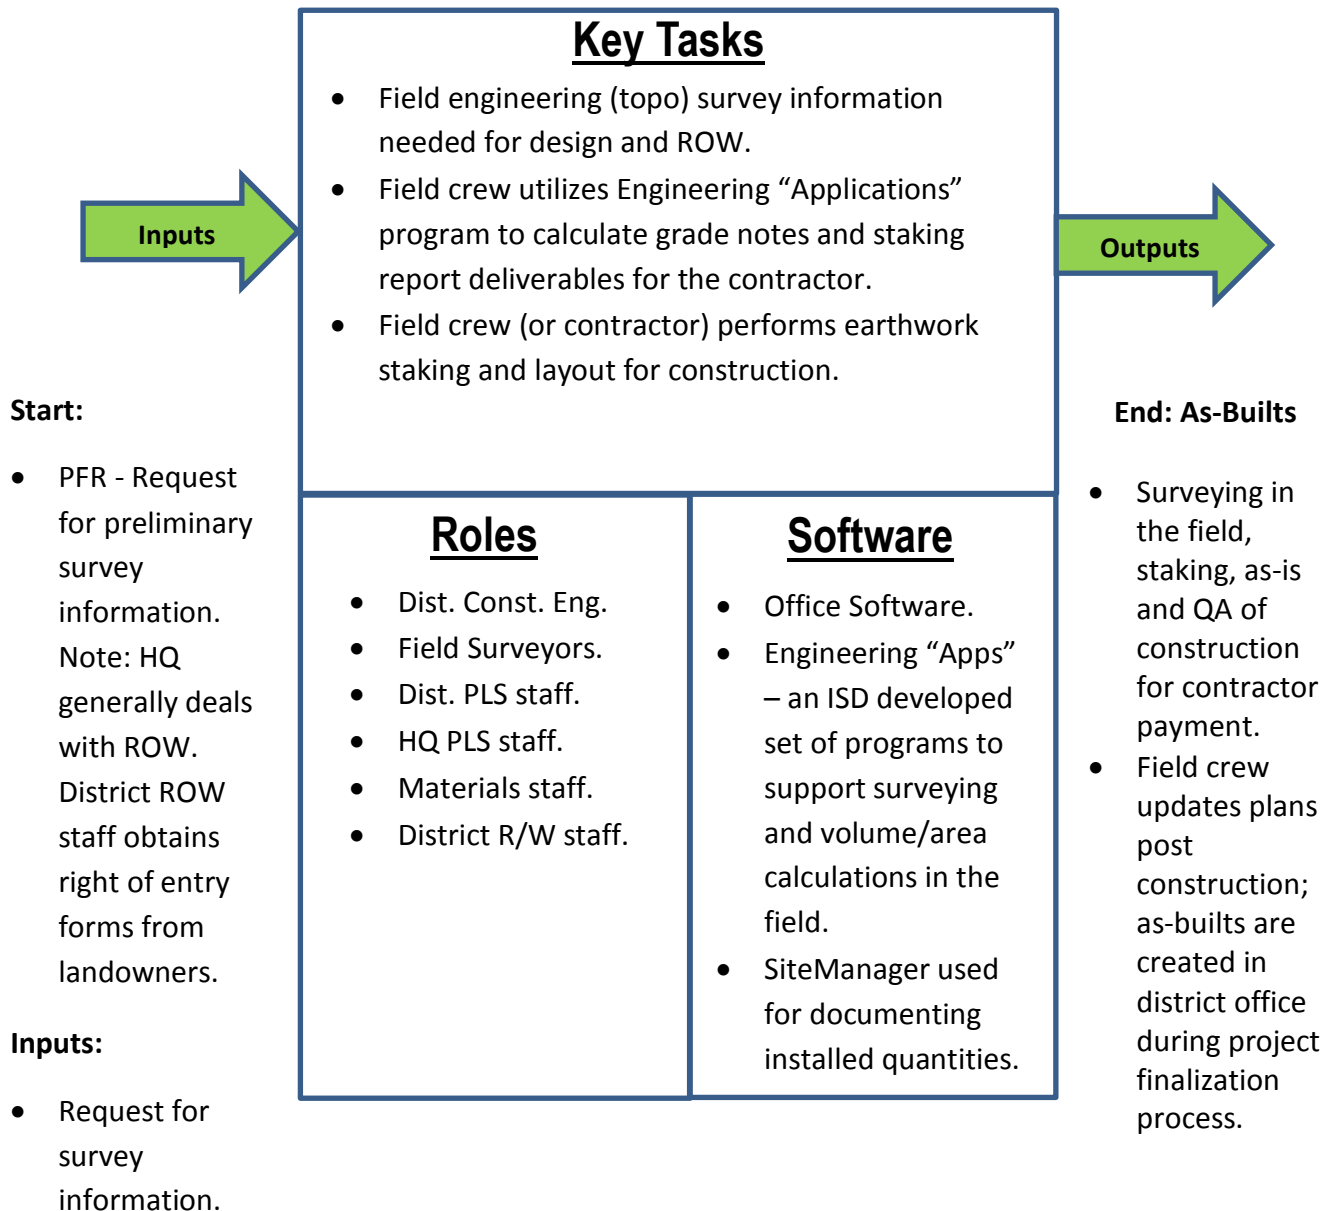 Key Tasks
• Field engineering (topo) survey information
needed for design and ROW.
• Field crew utilizes Engineering “Applications”
program to calculate grade notes and staking
report deliverables for the contractor.
• Field crew (or contractor) performs earthwork
staking and layout for construction.
Inputs
Outputs
Start:
• PFR - Request
for preliminary
survey
information.
Note: HQ
generally deals
with ROW.
District ROW
staff obtains
right of entry
forms from
landowners.
Inputs:
• Request for
survey
information.
Roles
• Dist. Const. Eng.
• Field Surveyors.
• Dist. PLS staff.
• HQ PLS staff.
• Materials staff.
• District R/W staff.
Software
• Office Software.
• Engineering “Apps”
– an ISD developed
set of programs to
support surveying
and volume/area
calculations in the
field.
• SiteManager used
for documenting
installed quantities.
End: As-Builts
• Surveying in
the field,
staking, as-is
and QA of
construction
for contractor
payment.
• Field crew
updates plans
post
construction;
as-builts are
created in
district office
during project
finalization
process.